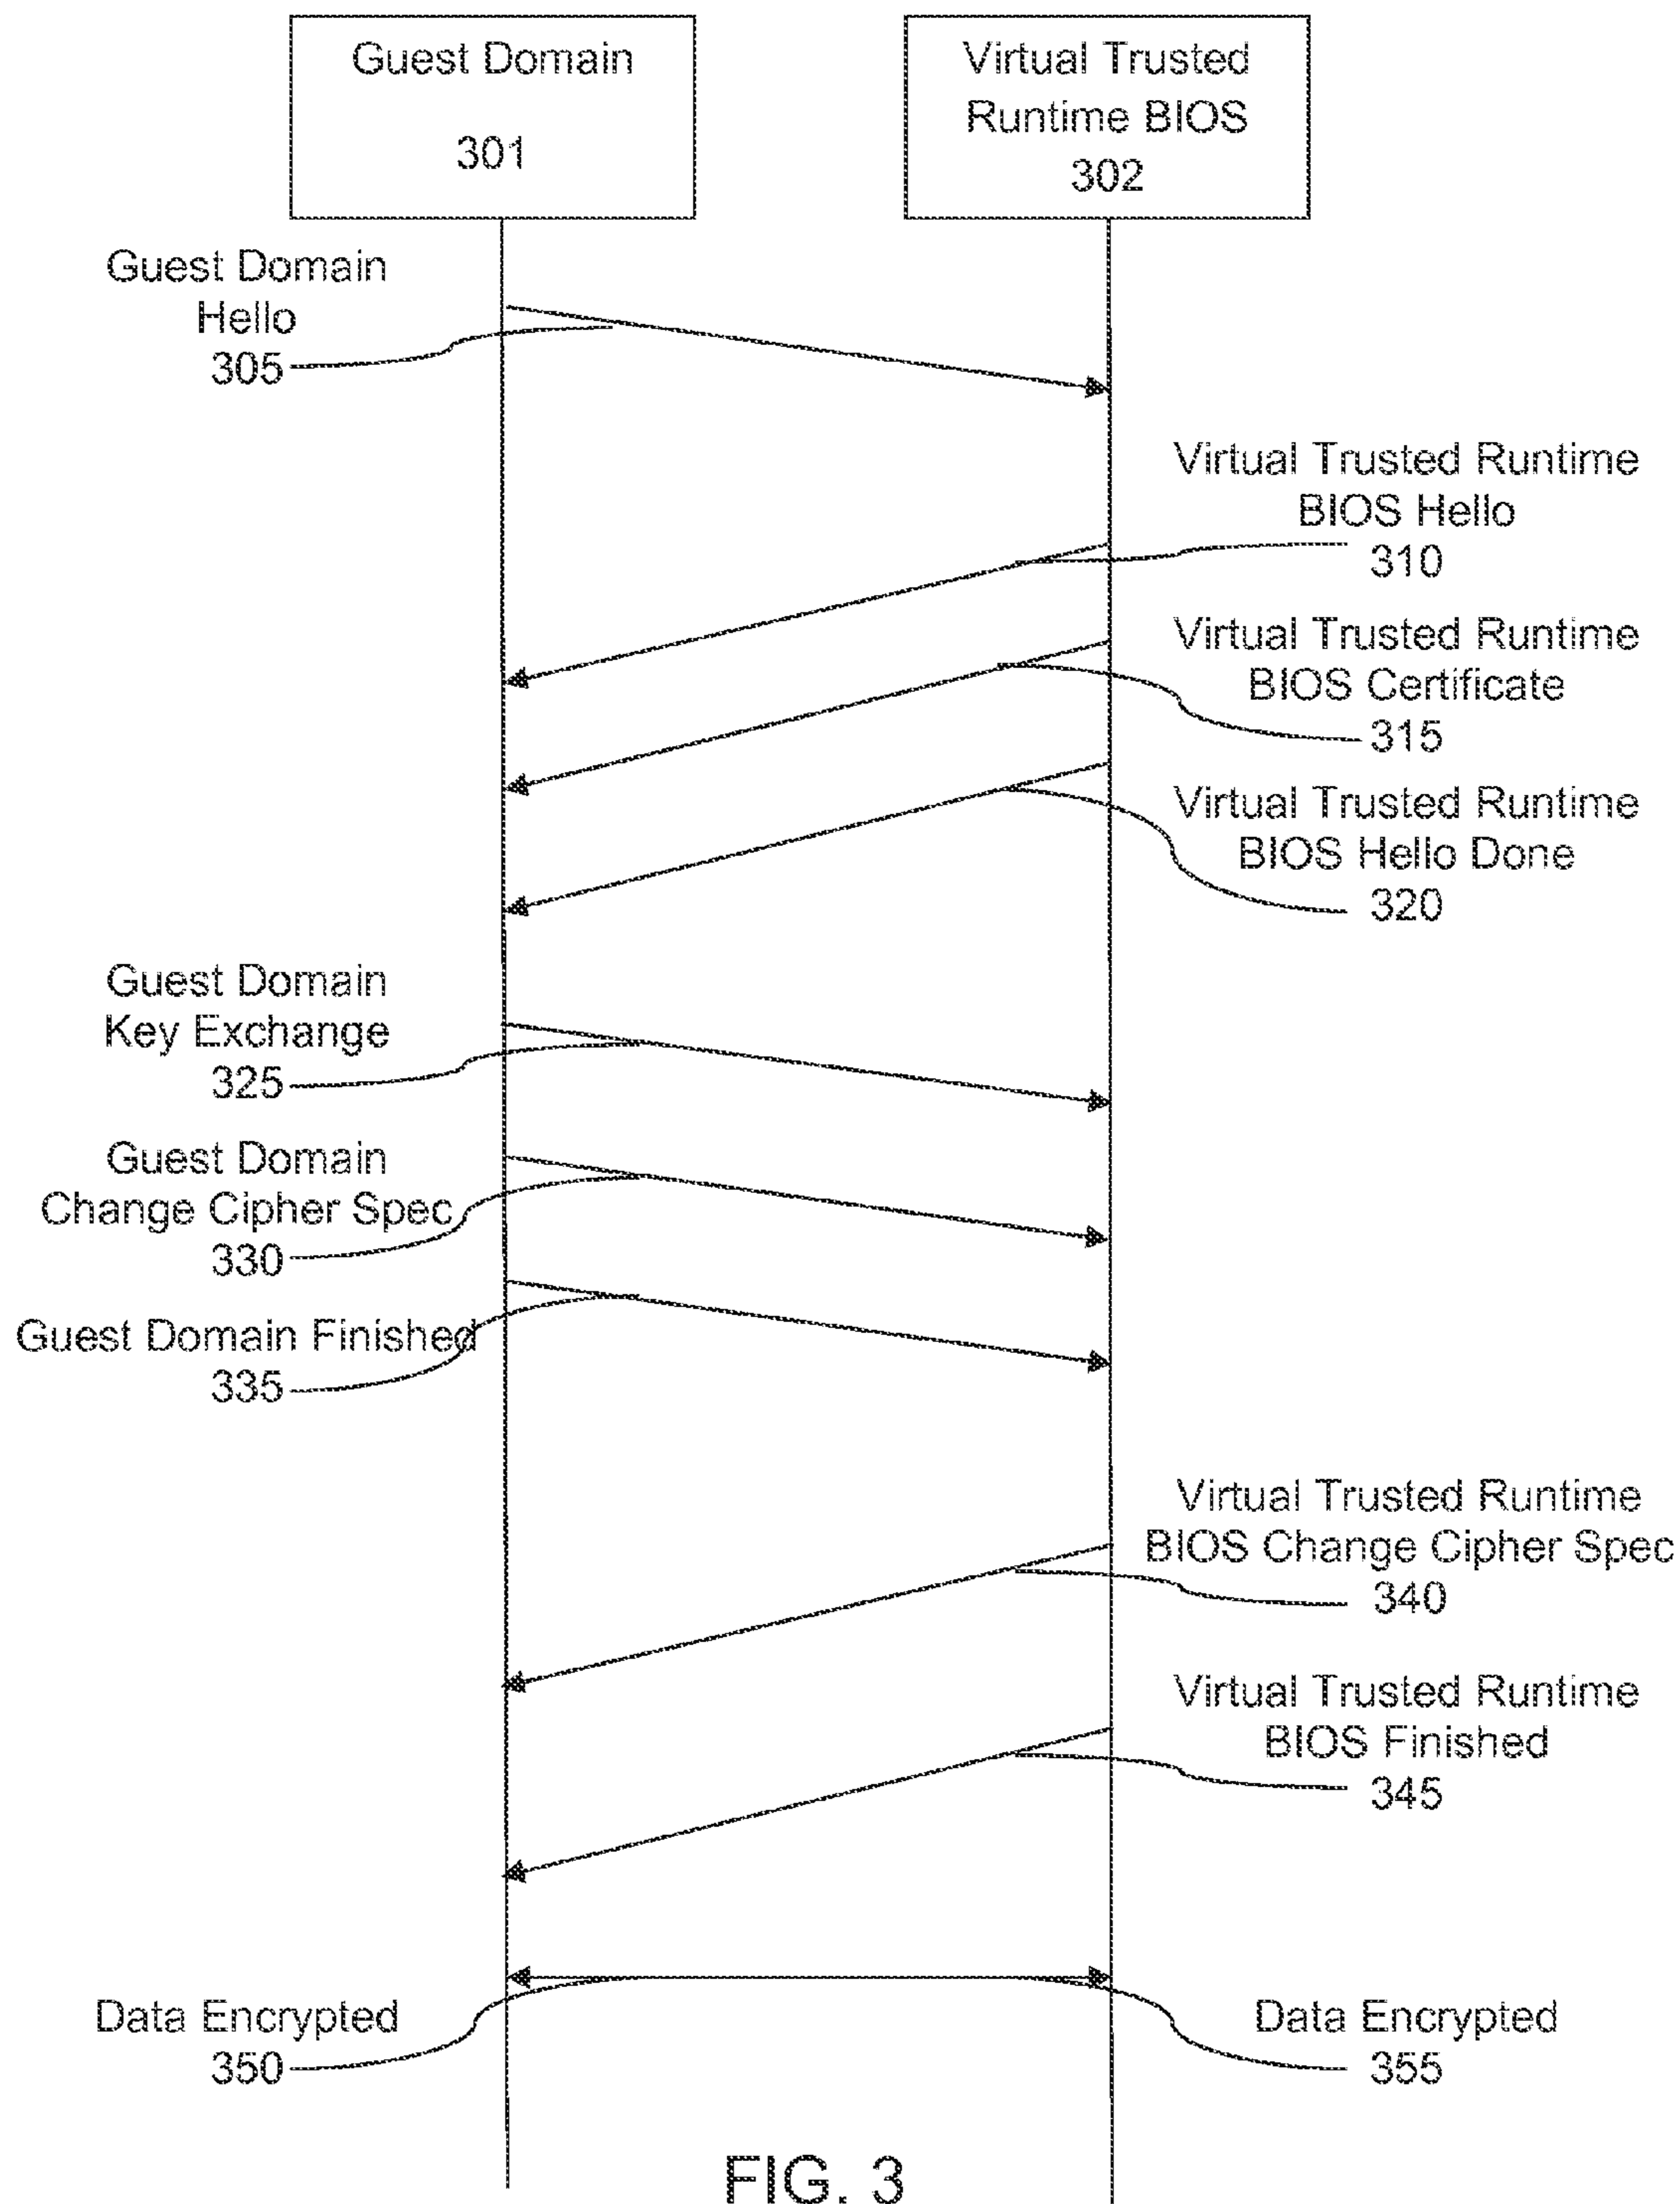 Guest Domain
301
Virtual Trusted
Runtime BIOS
302
Guest Domain
Hello
305
Virtual Trusted Runtime
BIOS Hello
310
Virtual Trusted Runtime
BIOS Certificate
315
Virtual Trusted Runtime
BIOS Hello Done
320
Guest Domain
Key Exchange
325
Guest Domain
Change Cipher Spec
330
Guest Domain Finished
335
Virtual Trusted Runtime
BIOS Change Cipher Spec
340
Virtual Trusted Runtime
BIOS Finished
345
Data Encrypted
350
Data Encrypted
355
FIG. 3